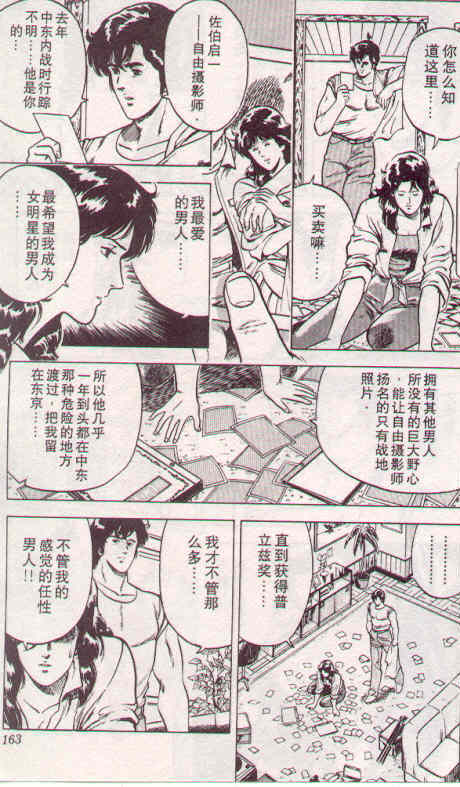 你怎么知
道这里……
买卖嘛……
佐伯启一
——自由摄影师．
去年
中东内战时行踪
不明……他是你
的…
我最爱
的男人……
最希望我成为
女明星的男人
……
拥有其他男人
所没有的巨大野心
，能让自由摄影师
扬名的只有战地
照片．
所以他几乎
一年到头都在中东
那种危险的地方
渡过，把我留
在东京……
…………
直到获得普
立兹奖……
我才不管那
么多……
不管我的
感觉的任性
男人!!
163